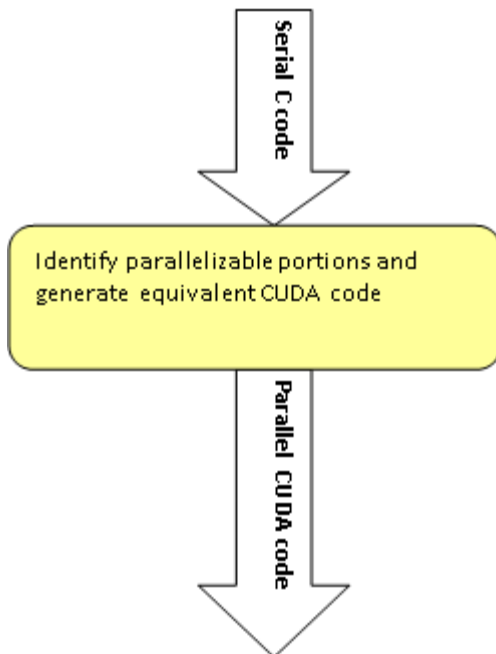 Serial C code
Identify parallelizable portions and
generate equivalent CUDA code
Parallel CUDA code